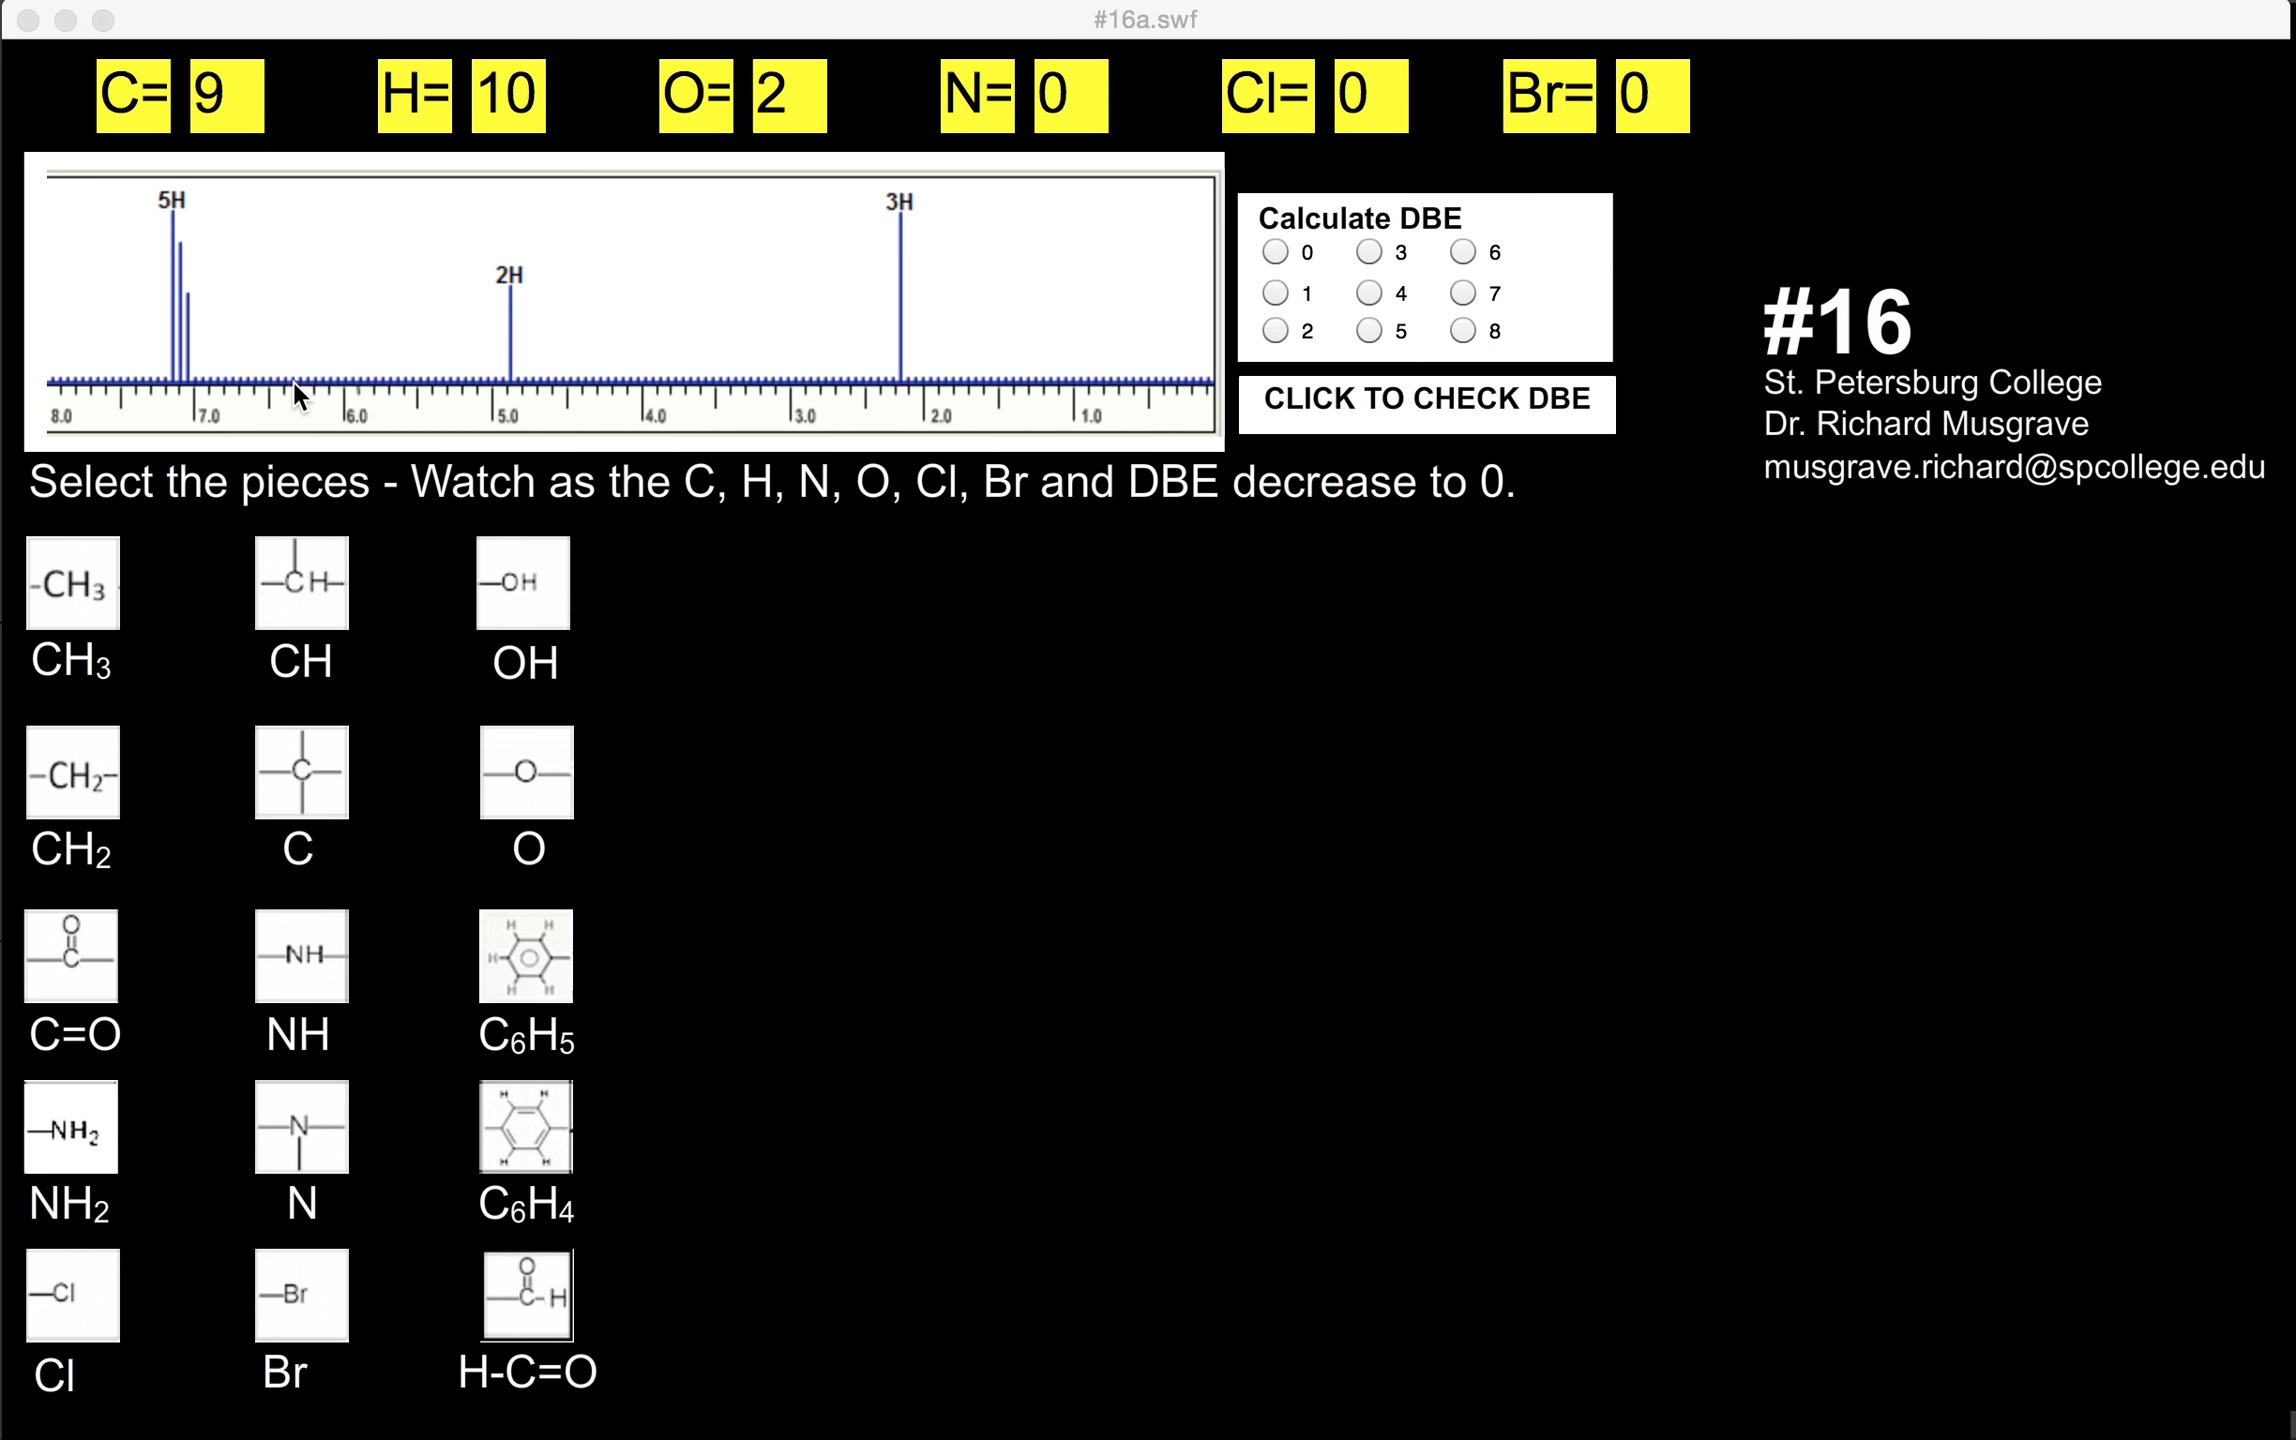 #16a.swf
C= 9 H= 10 O= 2 N= 0 Cl= 0 Br= 0
5H
3H
2H
8.0 7.0 6.0 5.0 4.0 3.0 2.0 1.0
Calculate DBE
0 3 6
1 4 7
2 5 8
CLICK TO CHECK DBE
#16
St. Petersburg College
Dr. Richard Musgrave
musgrave.richard@spcollege.edu
Select the pieces - Watch as the C, H, N, O, Cl, Br and DBE decrease to 0.
-CH₃ —CH— —OH
CH₃ CH OH
-CH₂- —C— —O—
CH₂ C O
O H H
—C— —NH— H
H H
C=O NH C₆H₅
H H
—NH₂ —N—
H H
NH₂ N C₆H₄
O
—Cl —Br —C-H
Cl Br H-C=O